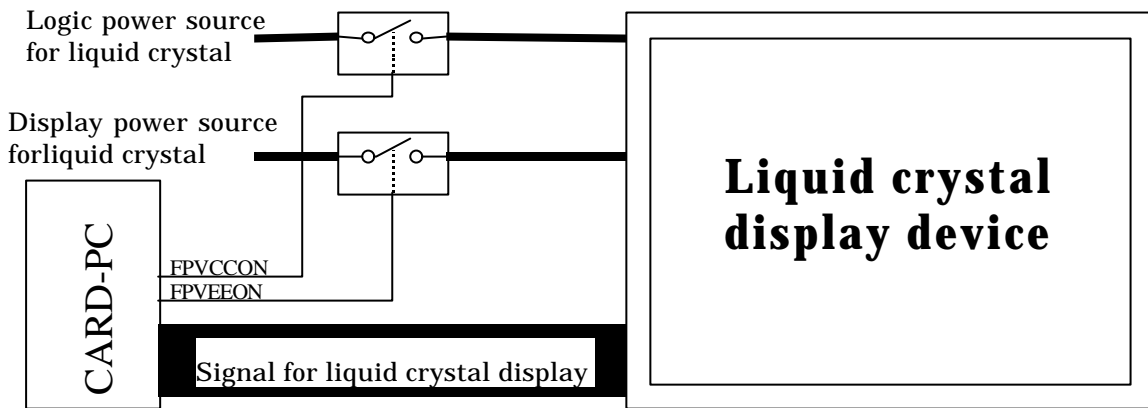 Logic power source
for liquid crystal
Display power source
forliquid crystal
CARD-PC
FPVCCON
FPVEEON
Signal for liquid crystal display
Liquid crystal
display device